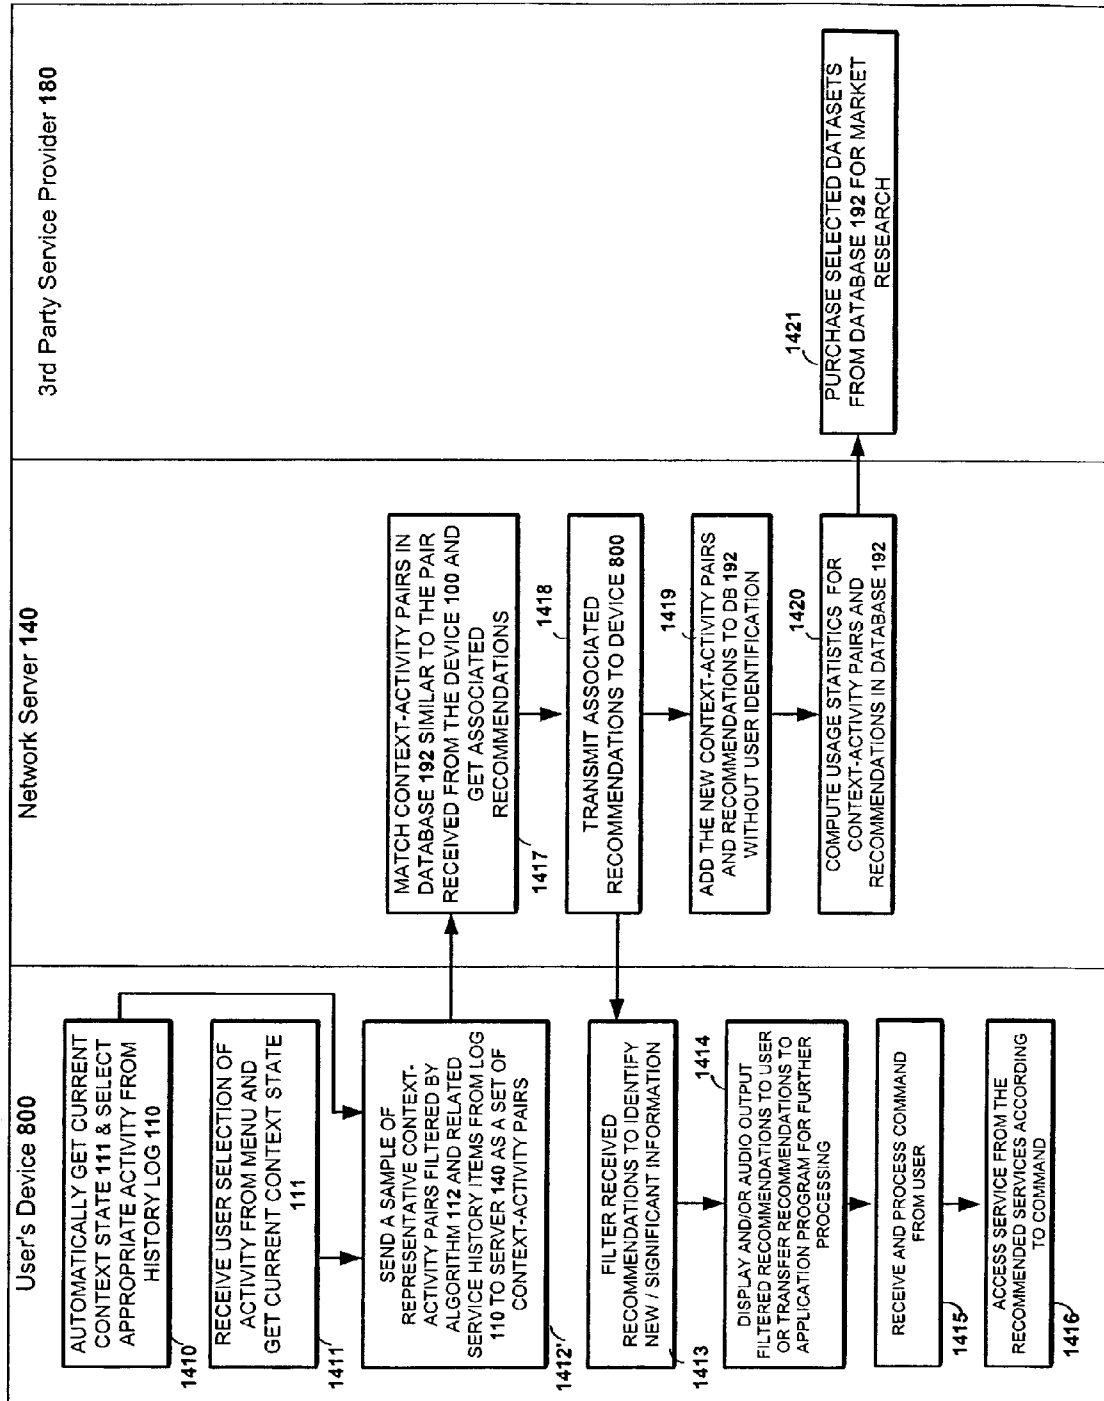 User's Device 800
AUTOMATICALLY GET CURRENT
CONTEXT STATE 111 & SELECT
APPROPRIATE ACTIVITY FROM
HISTORY LOG 110
1410
RECEIVE USER SELECTION OF
ACTIVITY FROM MENU AND
GET CURRENT CONTEXT STATE
111
1411
SEND A SAMPLE OF
REPRESENTATIVE CONTEXT-
ACTIVITY PAIRS FILTERED BY
ALGORITHM 112 AND RELATED
SERVICE HISTORY ITEMS FROM LOG
110 TO SERVER 140 AS A SET OF
CONTEXT-ACTIVITY PAIRS
1412'
FILTER RECEIVED
RECOMMENDATIONS TO IDENTIFY
NEW / SIGNIFICANT INFORMATION
1413
1414
DISPLAY AND/OR AUDIO OUTPUT
FILTERED RECOMMENDATIONS TO USER
OR TRANSFER RECOMMENDATIONS TO
APPLICATION PROGRAM FOR FURTHER
PROCESSING
RECEIVE AND PROCESS COMMAND
FROM USER
1415
ACCESS SERVICE FROM THE
RECOMMENDED SERVICES ACCORDING
TO COMMAND
1416
Network Server 140
MATCH CONTEXT-ACTIVITY PAIRS IN
DATABASE 192 SIMILAR TO THE PAIR
RECEIVED FROM THE DEVICE 100 AND
GET ASSOCIATED
RECOMMENDATIONS
1417
1418
TRANSMIT ASSOCIATED
RECOMMENDATIONS TO DEVICE 800
1419
ADD THE NEW CONTEXT-ACTIVITY PAIRS
AND RECOMMENDATIONS TO DB 192
WITHOUT USER IDENTIFICATION
1420
COMPUTE USAGE STATISTICS FOR
CONTEXT-ACTIVITY PAIRS AND
RECOMMENDATIONS IN DATABASE 192
3rd Party Service Provider 180
1421
PURCHASE SELECTED DATASETS
FROM DATABASE 192 FOR MARKET
RESEARCH